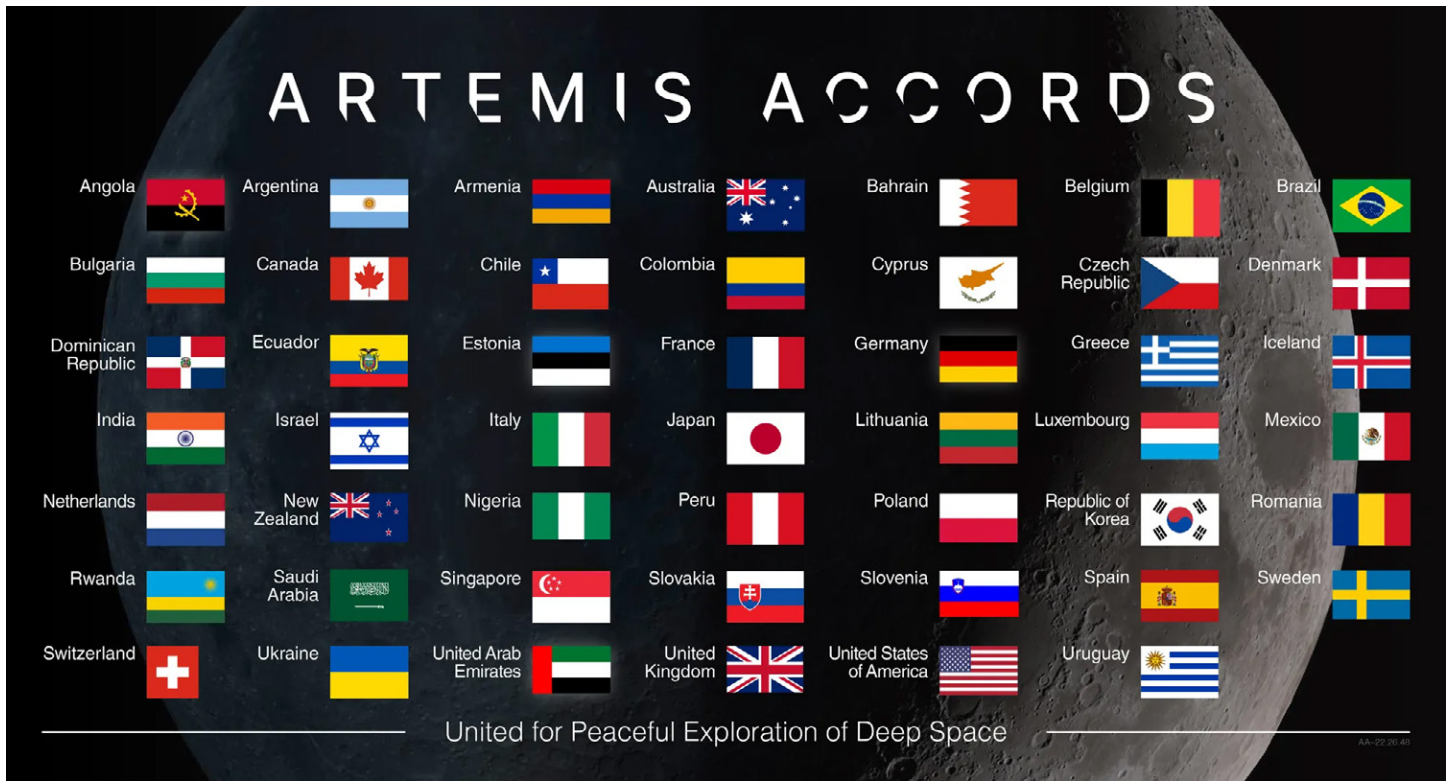 ARTEMIS ACCORDS
Angola
Argentina
Armenia
Australia
Bahrain
Belgium
Brazil
Bulgaria
Canada
Chile
Colombia
Cyprus
Czech
Republic
Denmark
Dominican
Republic
Ecuador
Estonia
France
Germany
Greece
Iceland
India
Israel
Italy
Japan
Lithuania
Luxembourg
Mexico
Netherlands
New
Zealand
Nigeria
Peru
Poland
Republic of
Korea
Romania
Rwanda
Saudi
Arabia
Singapore
Slovakia
Slovenia
Spain
Sweden
Switzerland
Ukraine
United Arab
Emirates
United
Kingdom
United States
of America
Uruguay
United for Peaceful Exploration of Deep Space